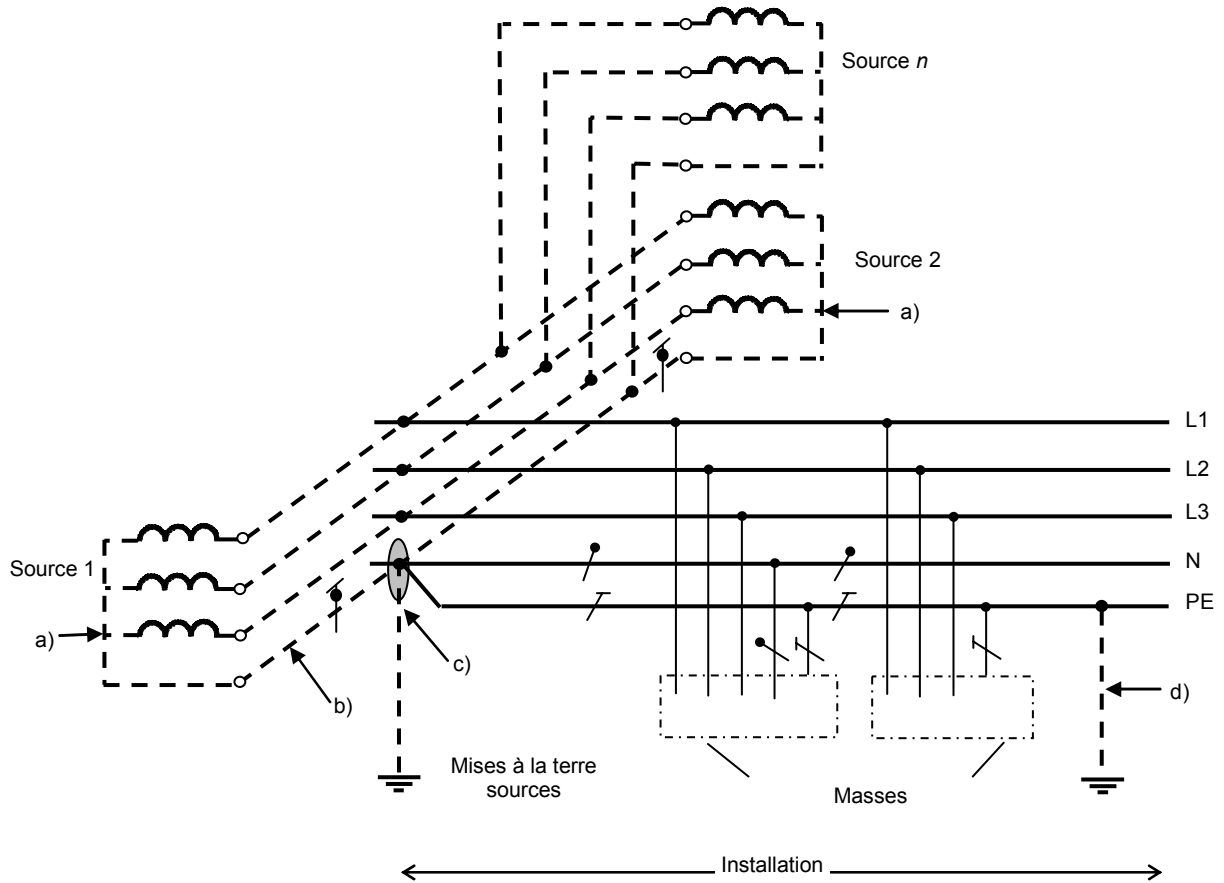 Source n
Source 2
a)
L1
L2
L3
Source 1
N
PE
a)
c)
b)
d)
Mises à la terre
sources
Masses
Installation